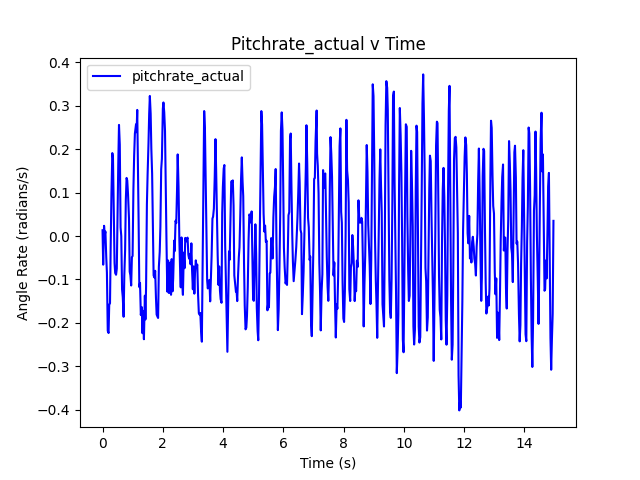 Pitchrate_actual v Time
pitchrate_actual
Angle Rate (radians/s)
0.4
0.3
0.2
0.1
0.0
−0.1
−0.2
−0.3
−0.4
0 2 4 6 8 10 12 14
Time (s)